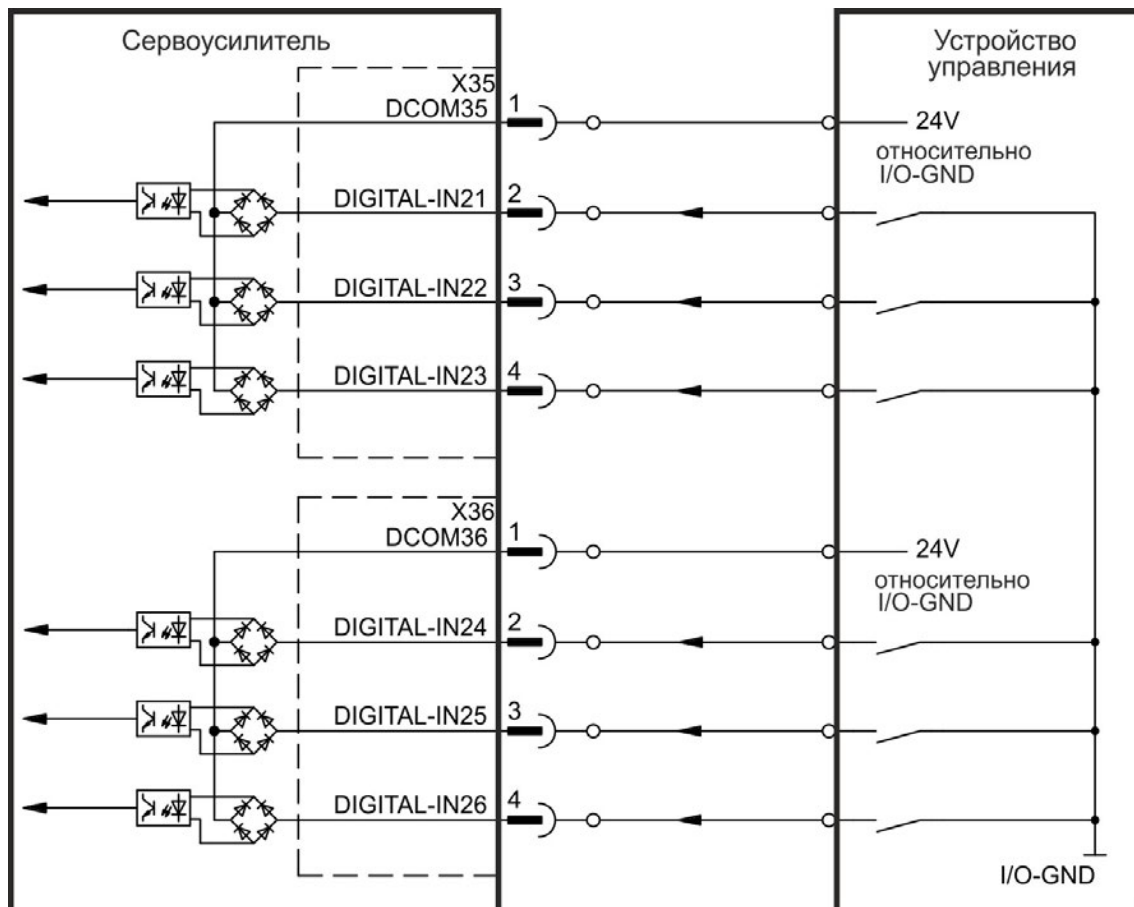 Сервоусилитель
Устройство
управления
X35
DCOM35
1
24V
относительно
I/O-GND
DIGITAL-IN21
2
DIGITAL-IN22
3
DIGITAL-IN23
4
X36
DCOM36
1
24V
относительно
I/O-GND
DIGITAL-IN24
2
DIGITAL-IN25
3
DIGITAL-IN26
4
I/O-GND